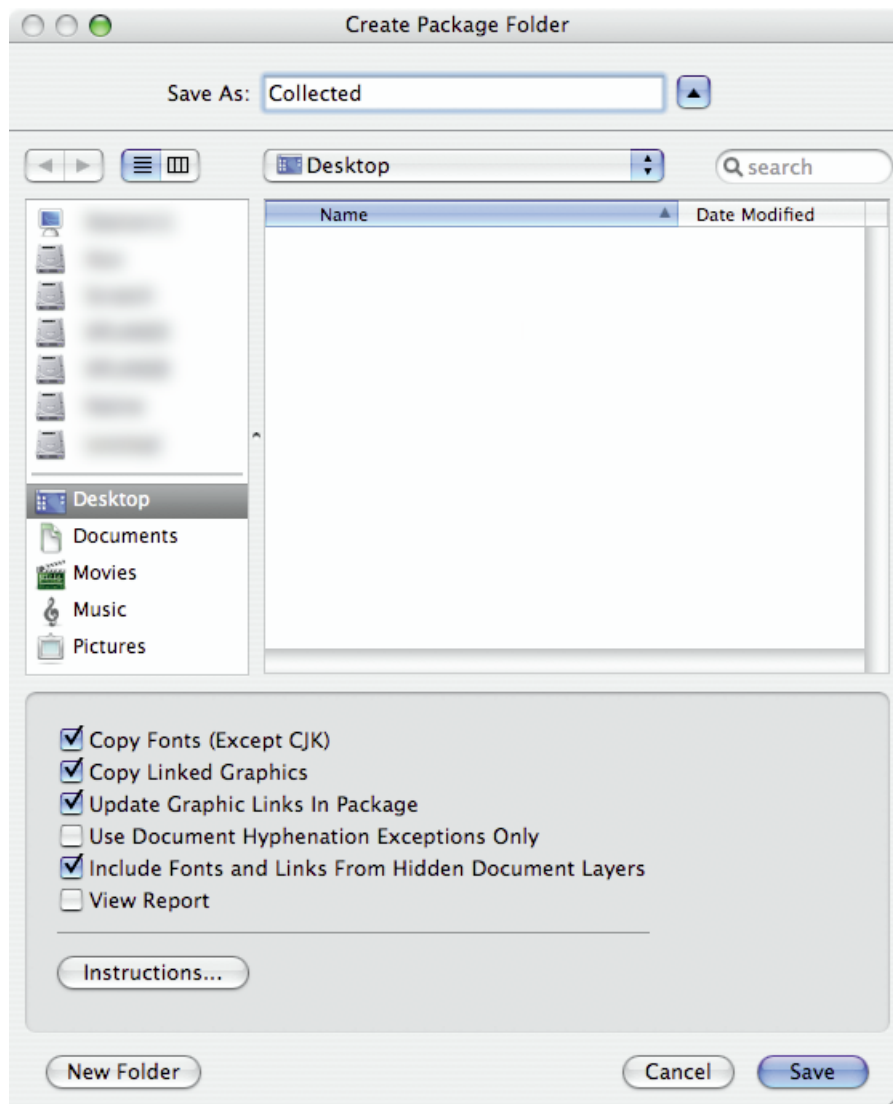 Create Package Folder
Save As: Collected
Desktop
search
Name Date Modified
Desktop
Documents
Movies
Music
Pictures
Copy Fonts (Except CJK)
Copy Linked Graphics
Update Graphic Links In Package
Use Document Hyphenation Exceptions Only
Include Fonts and Links From Hidden Document Layers
View Report
Instructions...
New Folder Cancel Save